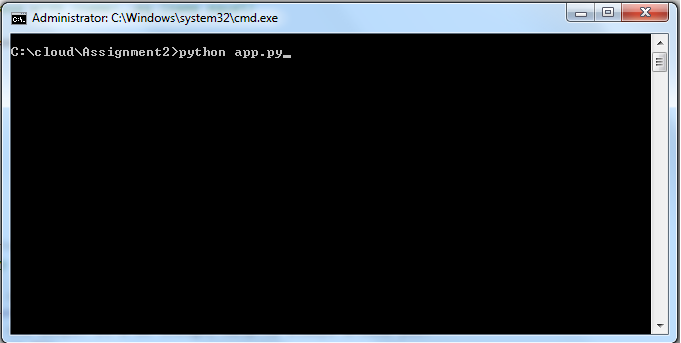 Administrator: C:\Windows\system32\cmd.exe
C:\cloud\Assignment2>python app.py_